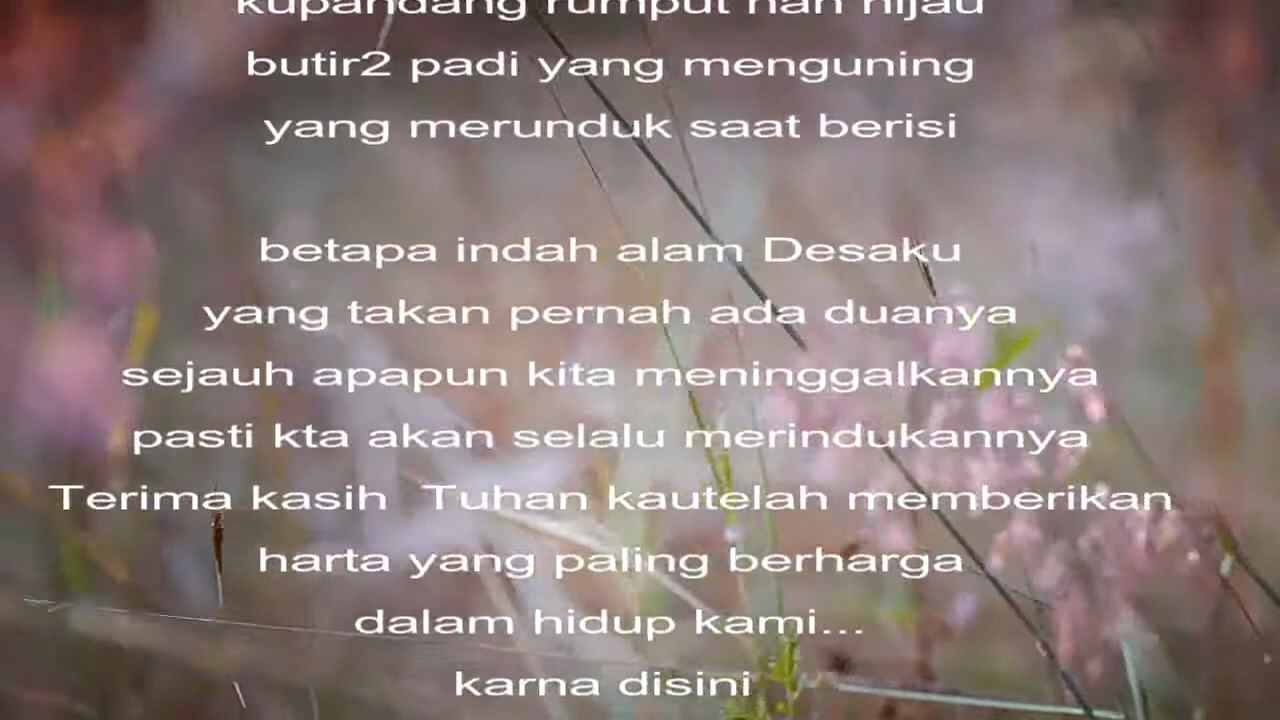 kupandang rumput nan hijau
butir2 padi yang menguning
yang merunduk saat berisi
betapa indah alam Desaku
yang takan pernah ada duanya
sejauh apapun kita meninggalkannya
pasti kta akan selalu merindukannya
Terima kasih Tuhan kautelah memberikan
harta yang paling berharga
dalam hidup kami...
karna disini